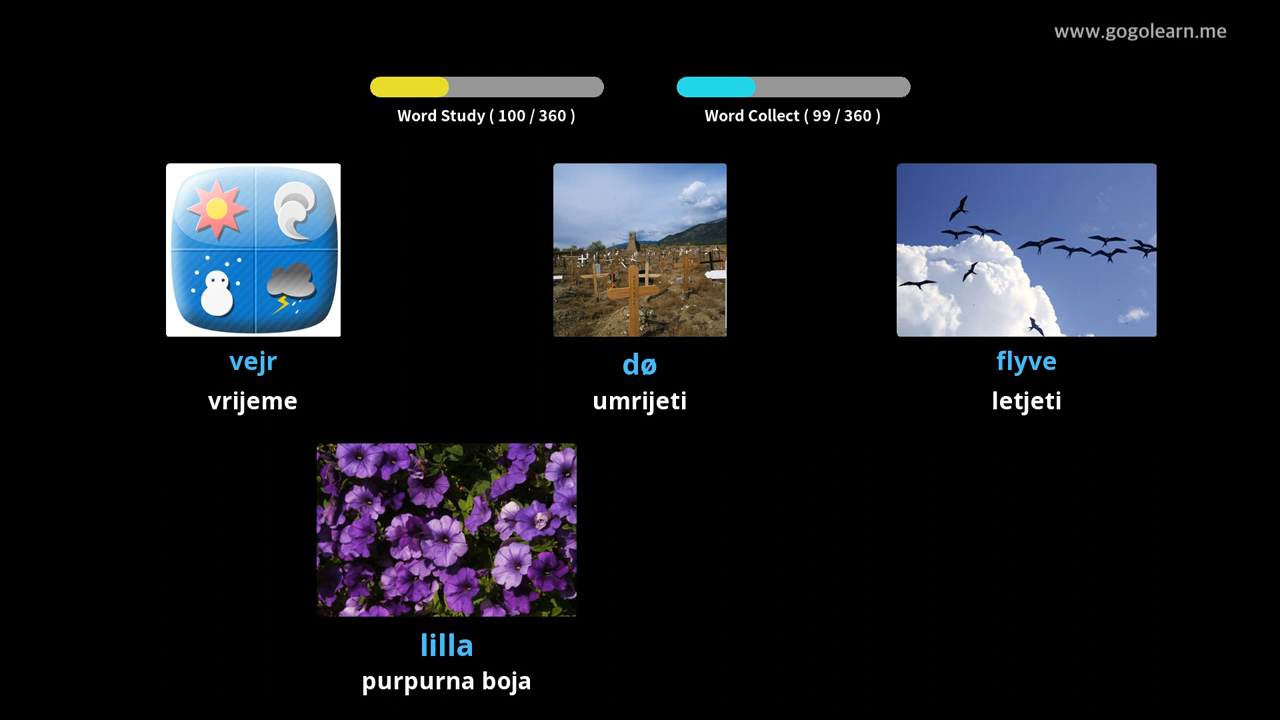 www.gogolearn.me
Word Study ( 100 / 360 )
Word Collect ( 99 / 360 )
vejr
vrijeme
dø
umrijeti
flyve
letjeti
lilla
purpurna boja